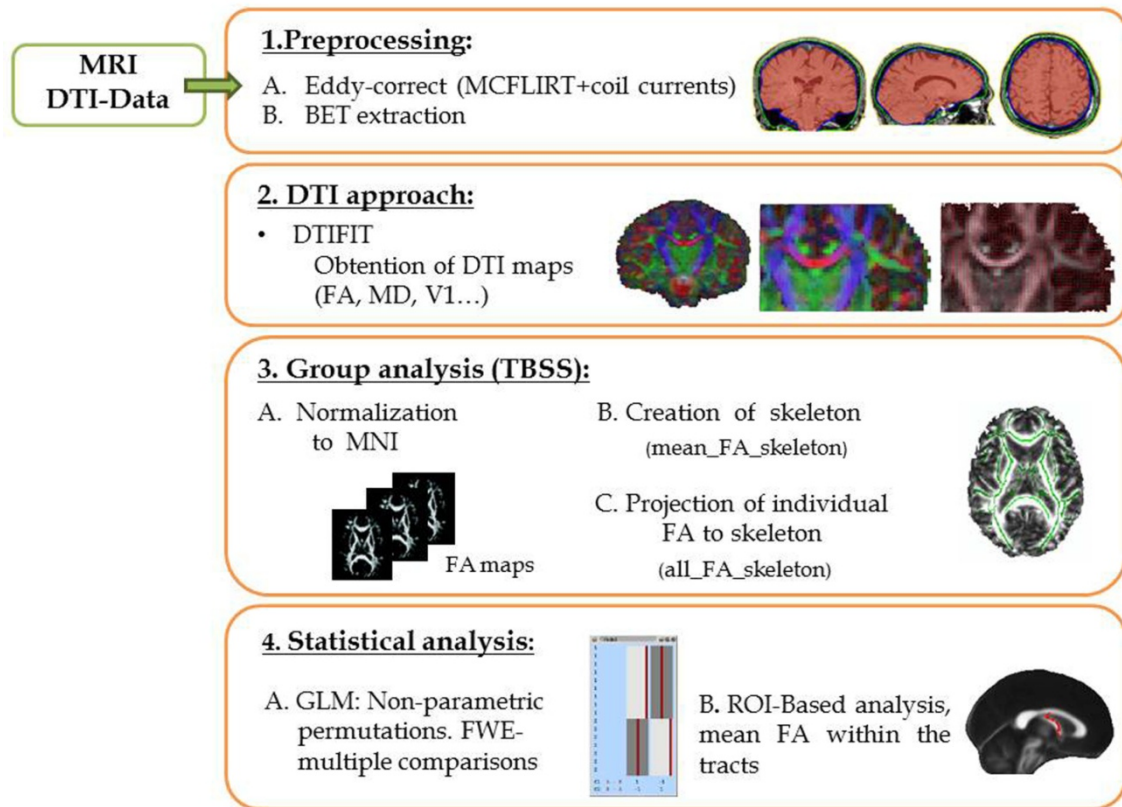 MRI
DTI-Data
1.Preprocessing:
A. Eddy-correct (MCFLIRT+coil currents)
B. BET extraction
2. DTI approach:
• DTIFIT
Obtention of DTI maps
(FA, MD, V1...)
3. Group analysis (TBSS):
A. Normalization
to MNI
FA maps
B. Creation of skeleton
(mean_FA_skeleton)
C. Projection of individual
FA to skeleton
(all_FA_skeleton)
4. Statistical analysis:
A. GLM: Non-parametric
permutations. FWE-
multiple comparisons
B. ROI-Based analysis,
mean FA within the
tracts